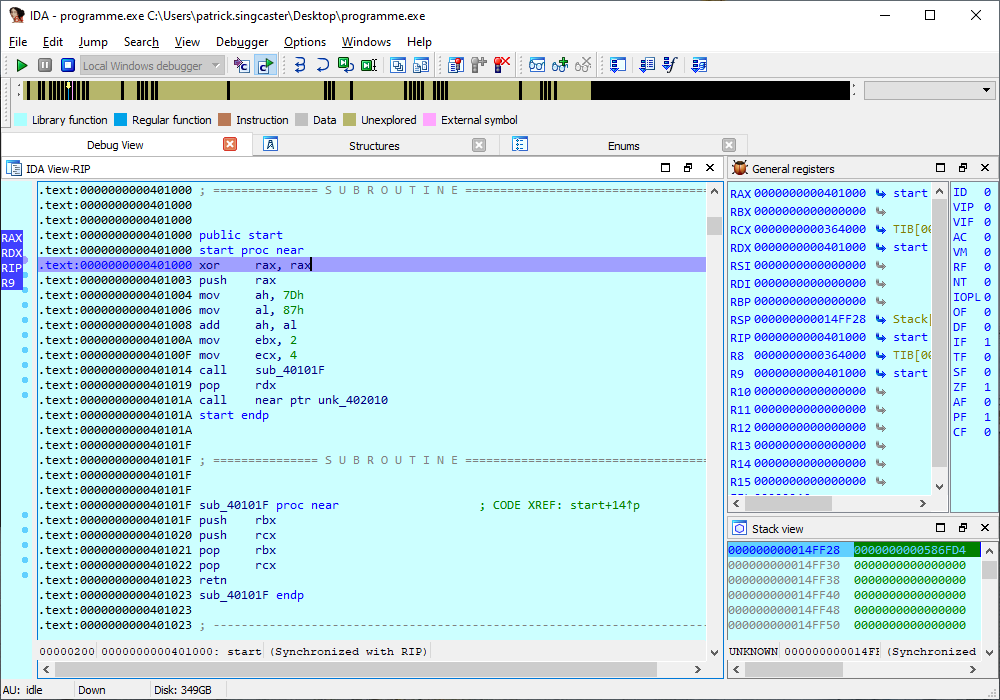 IDA - programme.exe C:\Users\patrick.singcaster\Desktop\programme.exe
File Edit Jump Search View Debugger Options Windows Help
Local Windows debugger
Library function Regular function Instruction Data Unexplored External symbol
Debug View Structures Enums
IDA View-RIP
RAX
RDX
RIP
R9
.text:0000000000401000 ; =============== S U B R O U T I N E =======================================
.text:0000000000401000
.text:0000000000401000
.text:0000000000401000 public start
.text:0000000000401000 start proc near
.text:0000000000401000 xor rax, rax
.text:0000000000401003 push rax
.text:0000000000401004 mov ah, 7Dh
.text:0000000000401006 mov al, 87h
.text:0000000000401008 add ah, al
.text:000000000040100A mov ebx, 2
.text:000000000040100F mov ecx, 4
.text:0000000000401014 call sub_40101F
.text:0000000000401019 pop rdx
.text:000000000040101A call near ptr unk_402010
.text:000000000040101A start endp
.text:000000000040101A
.text:000000000040101F
.text:000000000040101F ; =============== S U B R O U T I N E =======================================
.text:000000000040101F
.text:000000000040101F
.text:000000000040101F sub_40101F proc near ; CODE XREF: start+14↑p
.text:000000000040101F push rbx
.text:0000000000401020 push rcx
.text:0000000000401021 pop rbx
.text:0000000000401022 pop rcx
.text:0000000000401023 retn
.text:0000000000401023 sub_40101F endp
.text:0000000000401023
.text:0000000000401023 ; ---------------------------------------------------------------------------
00000200 0000000000401000: start (Synchronized with RIP)
General registers
RAX 0000000000401000 start
RBX 0000000000000000
RCX 0000000000364000 TIB[00
RDX 0000000000401000 start
RSI 0000000000000000
RDI 0000000000000000
RBP 0000000000000000
RSP 000000000014FF28 Stack[
RIP 0000000000401000 start
R8 0000000000364000 TIB[00
R9 0000000000401000 start
R10 0000000000000000
R11 0000000000000000
R12 0000000000000000
R13 0000000000000000
R14 0000000000000000
R15 0000000000000000
ID 0
VIP 0
VIF 0
AC 0
VM 0
RF 0
NT 0
IOPL 0
OF 0
DF 0
IF 1
TF 0
SF 0
ZF 1
AF 0
PF 1
CF 0
Stack view
000000000014FF28 0000000000586FD4
000000000014FF30 0000000000000000
000000000014FF38 0000000000000000
000000000014FF40 0000000000000000
000000000014FF48 0000000000000000
000000000014FF50 0000000000000000
UNKNOWN 000000000014FF (Synchronized
AU: idle Down Disk: 349GB